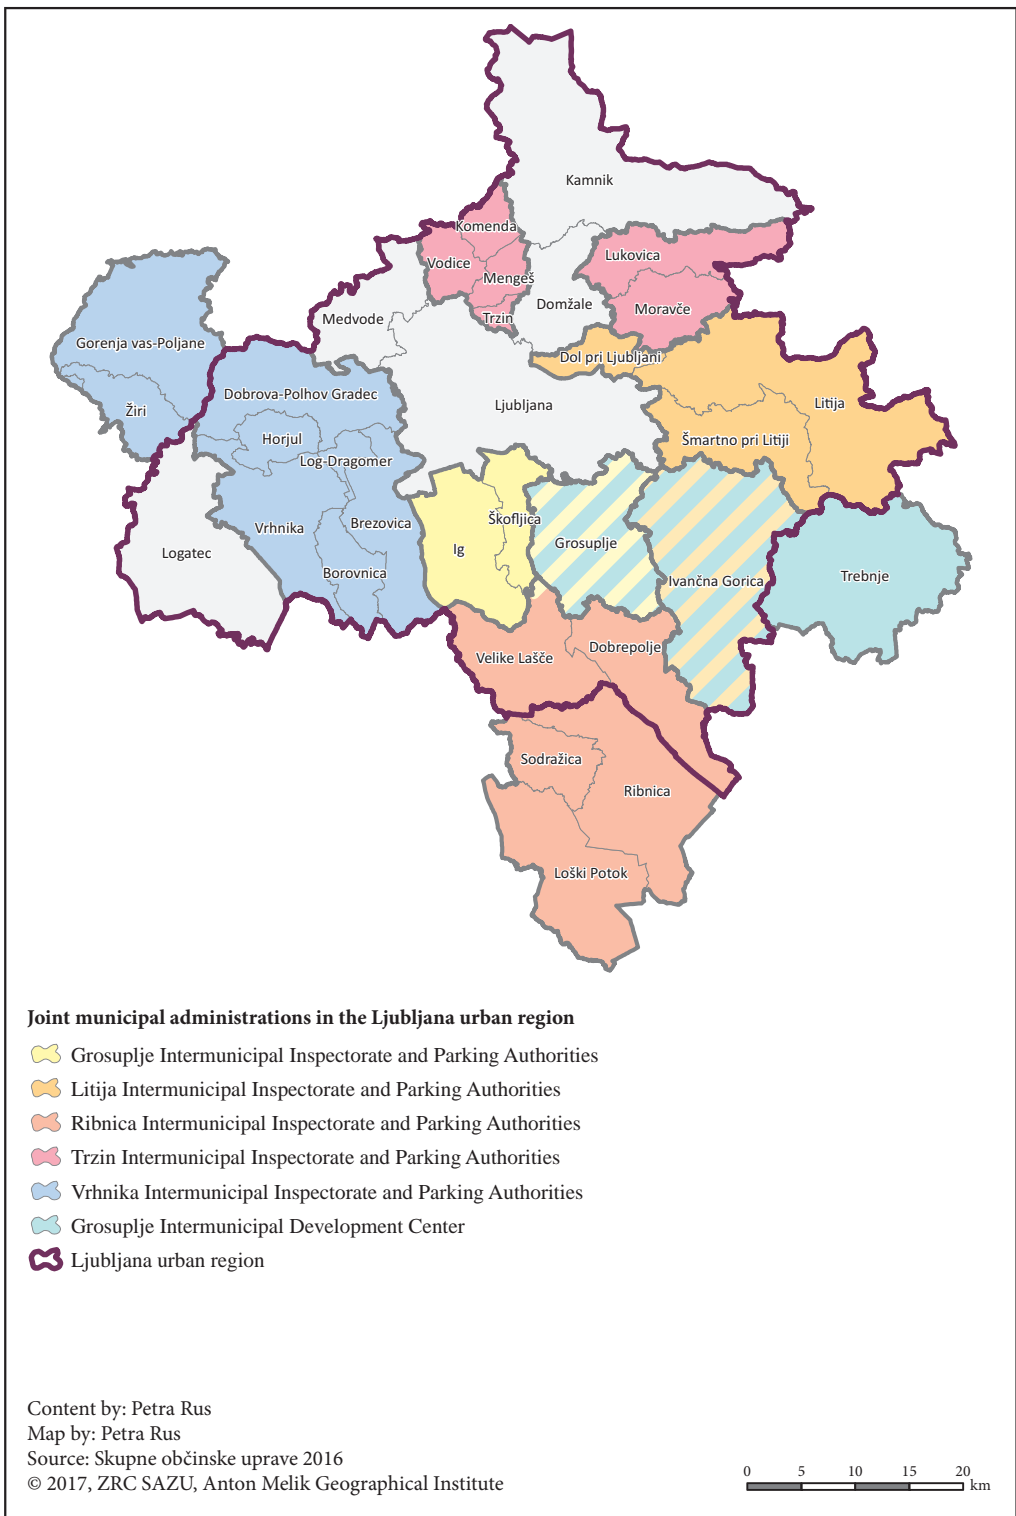 Kamnik
Komenda
Vodice
Mengeš
Lukovica
Moravče
Domžale
Trzin
Medvode
Gorenja vas-Poljane
Dol pri Ljubljani
Žiri
Dobrova-Polhov Gradec
Ljubljana
Litija
Horjul
Šmartno pri Litiji
Log-Dragomer
Vrhnika
Brezovica
Škofljica
Logatec
Ig
Grosuplje
Borovnica
Ivančna Gorica
Trebnje
Velike Lašče
Dobrepolje
Sodražica
Ribnica
Loški Potok
Joint municipal administrations in the Ljubljana urban region
Grosuplje Intermunicipal Inspectorate and Parking Authorities
Litija Intermunicipal Inspectorate and Parking Authorities
Ribnica Intermunicipal Inspectorate and Parking Authorities
Trzin Intermunicipal Inspectorate and Parking Authorities
Vrhnika Intermunicipal Inspectorate and Parking Authorities
Grosuplje Intermunicipal Development Center
Ljubljana urban region
Content by: Petra Rus
Map by: Petra Rus
Source: Skupne občinske uprave 2016
© 2017, ZRC SAZU, Anton Melik Geographical Institute
0 5 10 15 20
km